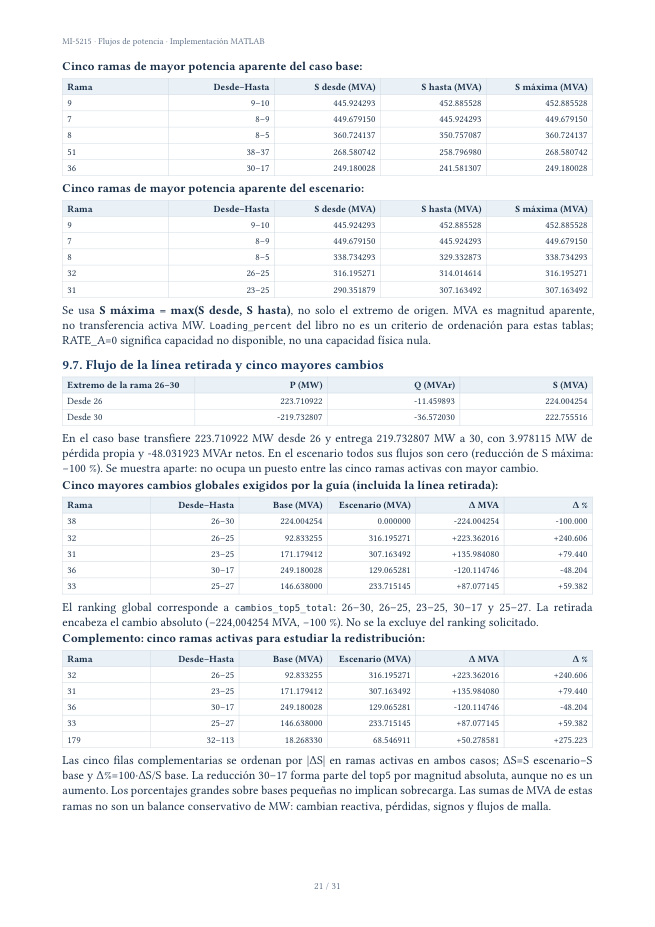 MI-5215 · Flujos de potencia · Implementación MATLAB
Cinco ramas de mayor potencia aparente del caso base:
Rama Desde–Hasta S desde (MVA) S hasta (MVA) S máxima (MVA)
9 9–10 445.924293 452.885528 452.885528
7 8–9 449.679150 445.924293 449.679150
8 8–5 360.724137 350.757087 360.724137
51 38–37 268.580742 258.796980 268.580742
36 30–17 249.180028 241.581307 249.180028
Cinco ramas de mayor potencia aparente del escenario:
Rama Desde–Hasta S desde (MVA) S hasta (MVA) S máxima (MVA)
9 9–10 445.924293 452.885528 452.885528
7 8–9 449.679150 445.924293 449.679150
8 8–5 338.734293 329.332873 338.734293
32 26–25 316.195271 314.014614 316.195271
31 23–25 290.351879 307.163492 307.163492
Se usa S máxima = max(S desde, S hasta), no solo el extremo de origen. MVA es magnitud aparente,
no transferencia activa MW. Loading_percent del libro no es un criterio de ordenación para estas tablas;
RATE_A=0 significa capacidad no disponible, no una capacidad física nula.
9.7. Flujo de la línea retirada y cinco mayores cambios
Extremo de la rama 26–30 P (MW) Q (MVAr) S (MVA)
Desde 26 223.710922 -11.459893 224.004254
Desde 30 -219.732807 -36.572030 222.755516
En el caso base transfiere 223.710922 MW desde 26 y entrega 219.732807 MW a 30, con 3.978115 MW de
pérdida propia y -48.031923 MVAr netos. En el escenario todos sus flujos son cero (reducción de S máxima:
−100 %). Se muestra aparte: no ocupa un puesto entre las cinco ramas activas con mayor cambio.
Cinco mayores cambios globales exigidos por la guía (incluida la línea retirada):
Rama Desde–Hasta Base (MVA) Escenario (MVA) Δ MVA Δ %
38 26–30 224.004254 0.000000 -224.004254 -100.000
32 26–25 92.833255 316.195271 +223.362016 +240.606
31 23–25 171.179412 307.163492 +135.984080 +79.440
36 30–17 249.180028 129.065281 -120.114746 -48.204
33 25–27 146.638000 233.715145 +87.077145 +59.382
El ranking global corresponde a cambios_top5_total: 26–30, 26–25, 23–25, 30–17 y 25–27. La retirada
encabeza el cambio absoluto (−224,004254 MVA, −100 %). No se la excluye del ranking solicitado.
Complemento: cinco ramas activas para estudiar la redistribución:
Rama Desde–Hasta Base (MVA) Escenario (MVA) Δ MVA Δ %
32 26–25 92.833255 316.195271 +223.362016 +240.606
31 23–25 171.179412 307.163492 +135.984080 +79.440
36 30–17 249.180028 129.065281 -120.114746 -48.204
33 25–27 146.638000 233.715145 +87.077145 +59.382
179 32–113 18.268330 68.546911 +50.278581 +275.223
Las cinco filas complementarias se ordenan por |ΔS| en ramas activas en ambos casos; ΔS=S escenario–S
base y Δ%=100·ΔS/S base. La reducción 30–17 forma parte del top5 por magnitud absoluta, aunque no es un
aumento. Los porcentajes grandes sobre bases pequeñas no implican sobrecarga. Las sumas de MVA de estas
ramas no son un balance conservativo de MW: cambian reactiva, pérdidas, signos y flujos de malla.
21 / 31